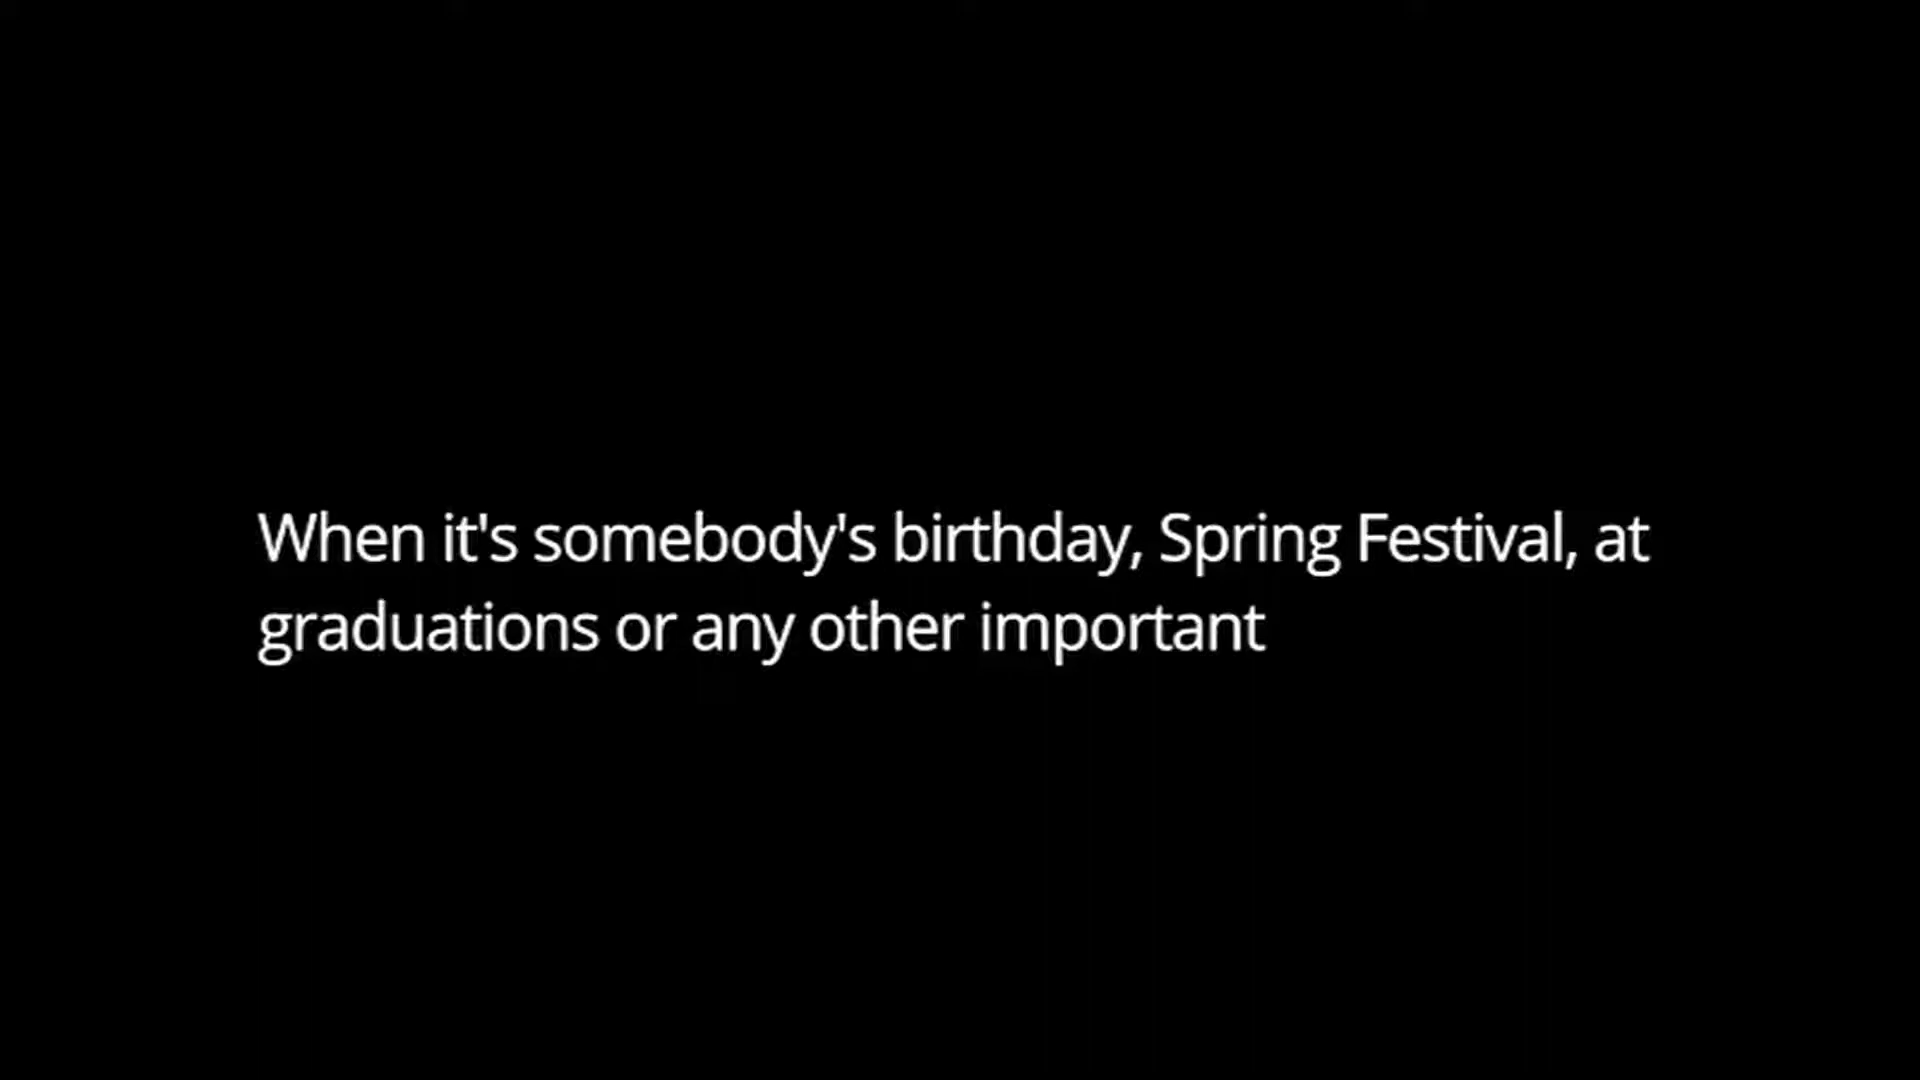 When it's somebody's birthday, Spring Festival, at
graduations or any other important